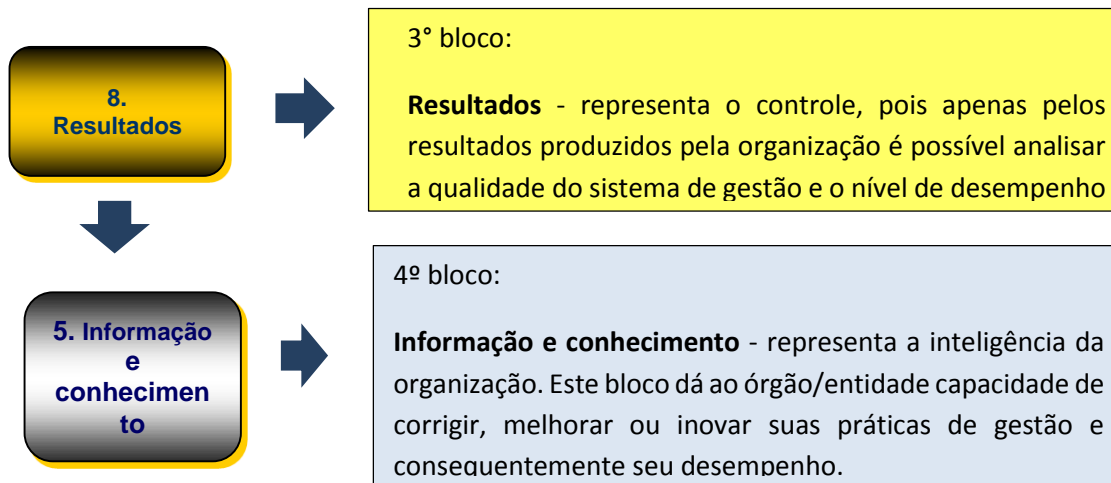 8.
Resultados
3° bloco:
Resultados - representa o controle, pois apenas pelos
resultados produzidos pela organização é possível analisar
a qualidade do sistema de gestão e o nível de desempenho
5. Informação
e
conhecimen
to
4º bloco:
Informação e conhecimento - representa a inteligência da
organização. Este bloco dá ao órgão/entidade capacidade de
corrigir, melhorar ou inovar suas práticas de gestão e
consequentemente seu desempenho.